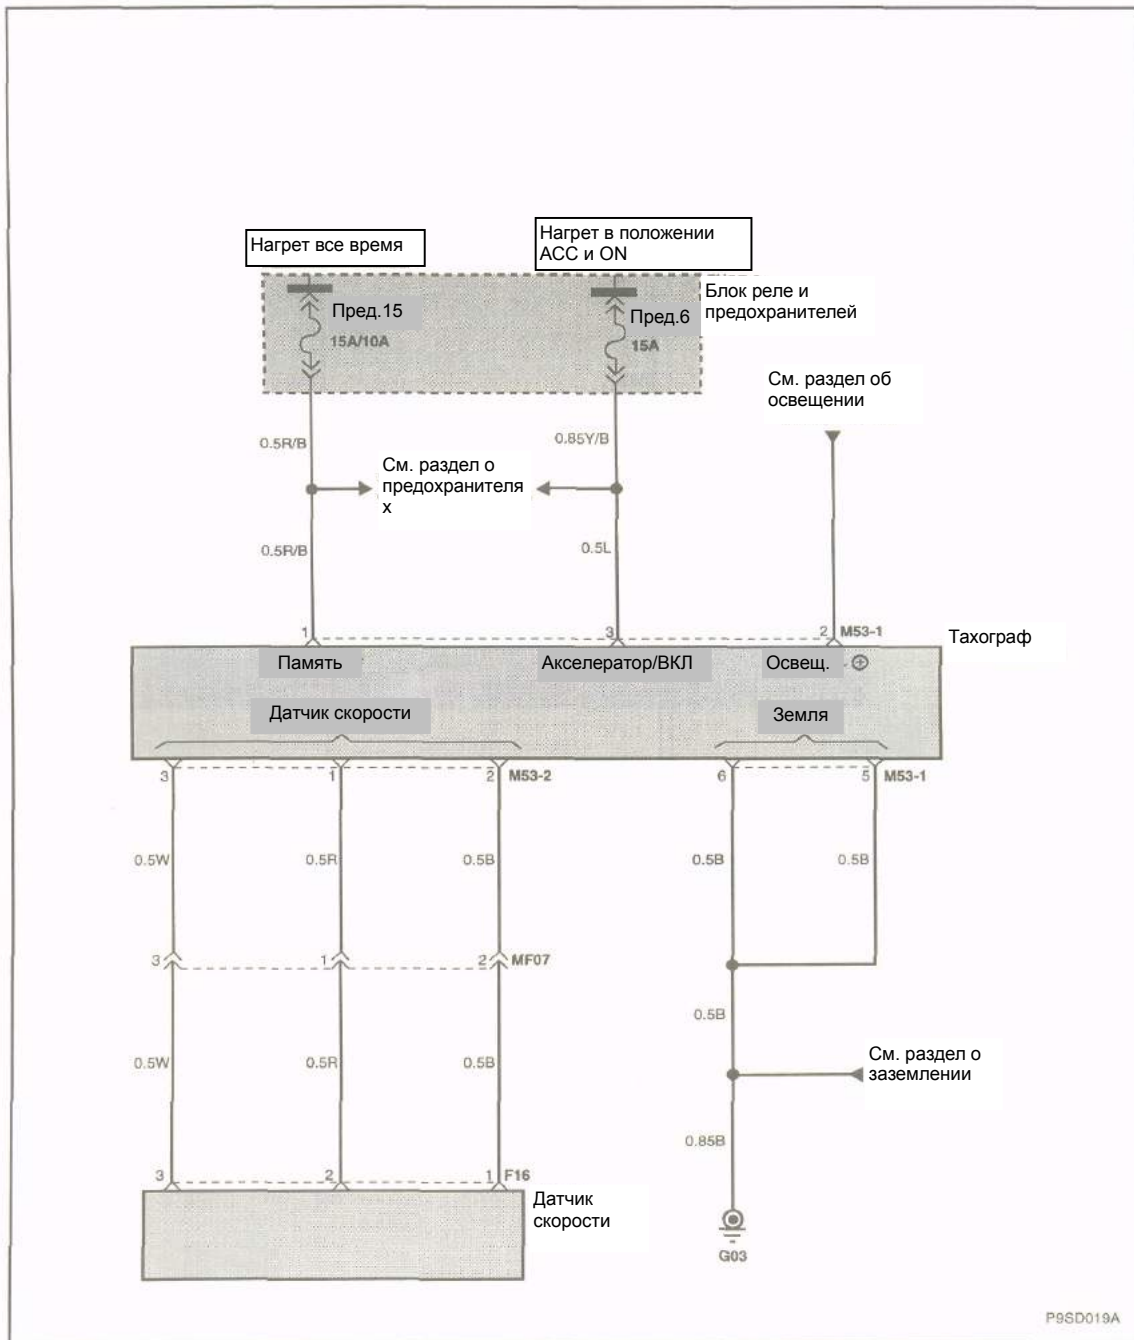 Нагрет все время
Нагрет в положении
ACC и ON
Блок реле и
предохранителей
Пред.15
15A/10A
Пред.6
15A
См. раздел об
освещении
0.5R/B
0.85Y/B
См. раздел о
предохранителя
х
0.5R/B
0.5L
1
3
2
M53-1
Тахограф
Память
Акселератор/ВКЛ
Освещ.
Датчик скорости
Земля
3
1
2
M53-2
6
5
M53-1
0.5W
0.5R
0.5B
0.5B
0.5B
3
1
2
MF07
0.5B
0.5W
0.5R
0.5B
См. раздел о
заземлении
0.85B
3
2
1
F16
Датчик
скорости
G03
P9SD019A